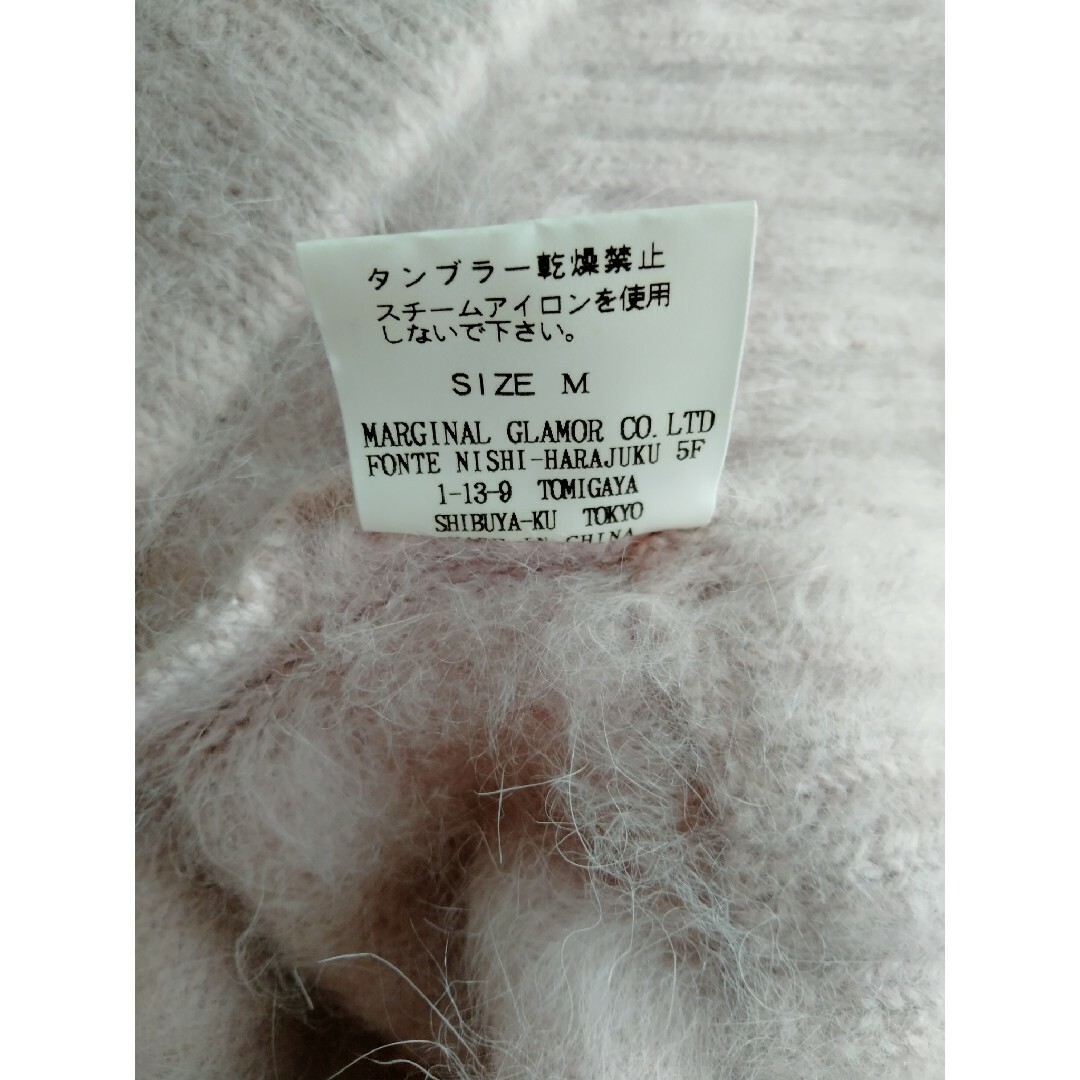 タンブラー乾燥禁止
スチームアイロンを使用
しないで下さい。
SIZE M
MARGINAL GLAMOR CO.LTD
FONTE NISHI-HARAJUKU 5F
1-13-9 TOMIGAYA
SHIBUYA-KU TOKYO
IN CHINA